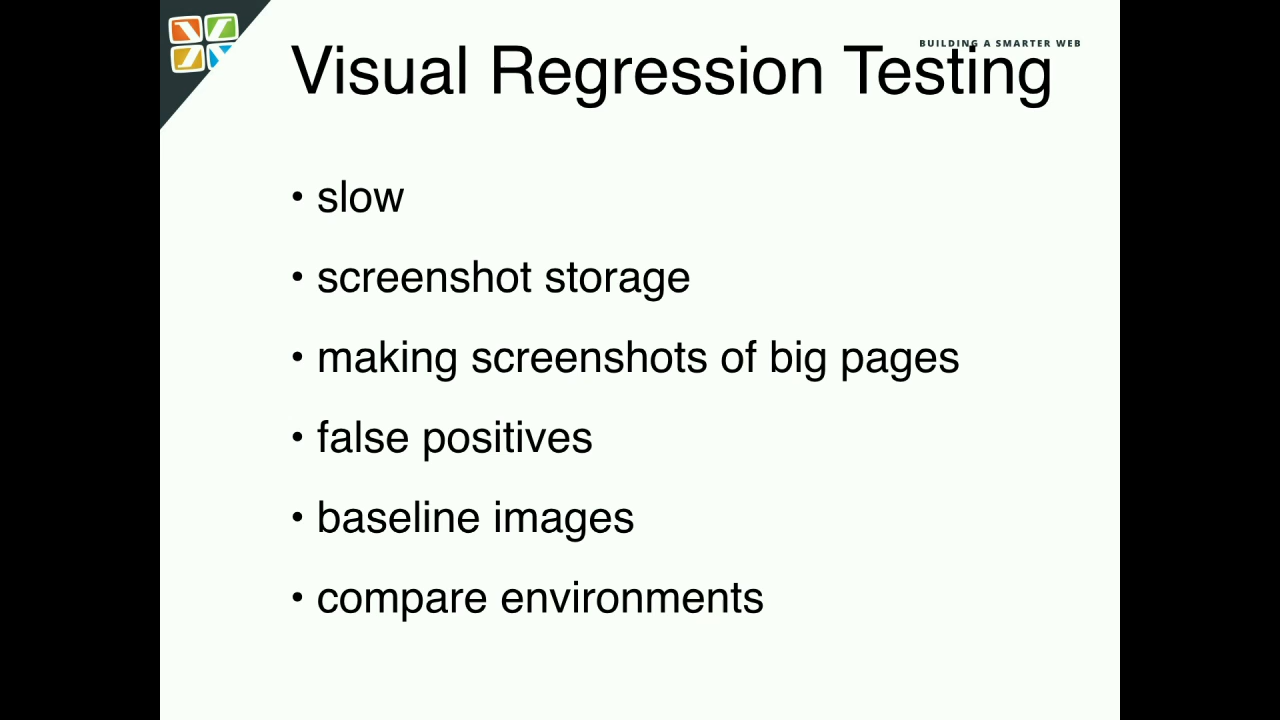 BUILDING A SMARTER WEB
Visual Regression Testing
• slow
• screenshot storage
• making screenshots of big pages
• false positives
• baseline images
• compare environments